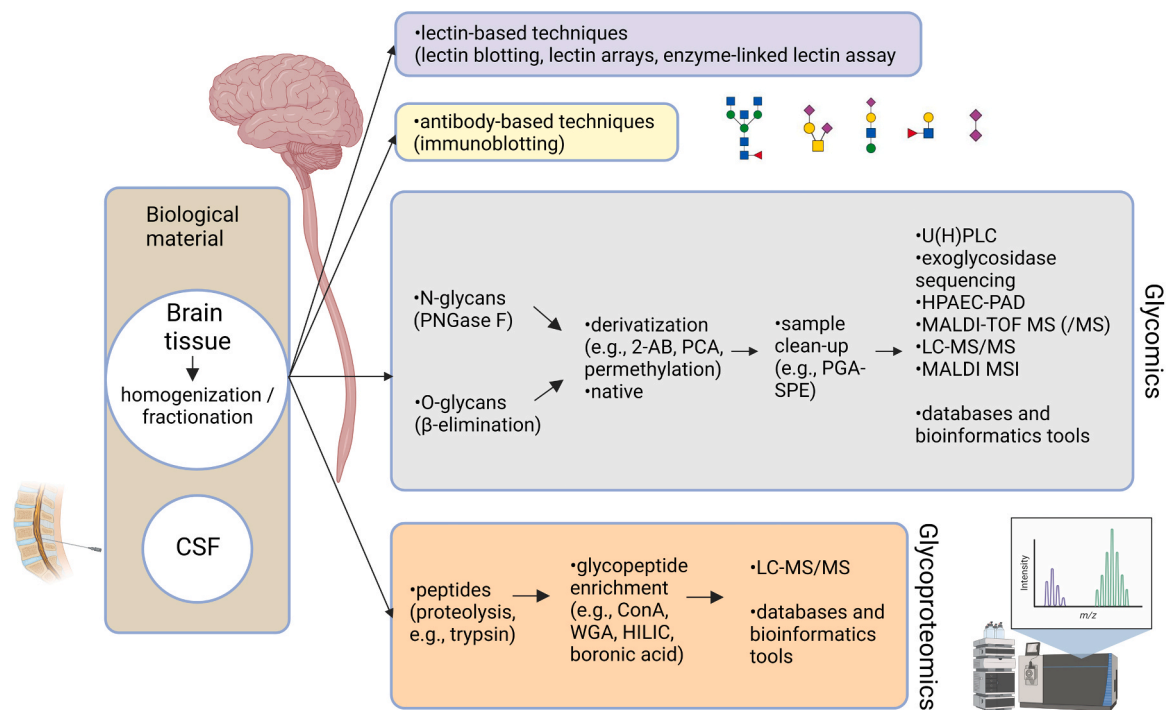 •lectin-based techniques
(lectin blotting, lectin arrays, enzyme-linked lectin assay
•antibody-based techniques
(immunoblotting)
Biological
material
Brain
tissue
homogenization /
fractionation
CSF
•N-glycans
(PNGase F)
•O-glycans
(β-elimination)
•derivatization
(e.g., 2-AB, PCA,
permethylation)
•native
•sample
clean-up
(e.g., PGA-
SPE)
•U(H)PLC
•exoglycosidase
sequencing
•HPAEC-PAD
•MALDI-TOF MS (/MS)
•LC-MS/MS
•MALDI MSI
•databases and
bioinformatics tools
Glycomics
•peptides
(proteolysis,
e.g., trypsin)
•glycopeptide
enrichment
(e.g., ConA,
WGA, HILIC,
boronic acid)
•LC-MS/MS
•databases and
bioinformatics
tools
Glycoproteomics
Intensity
m/z